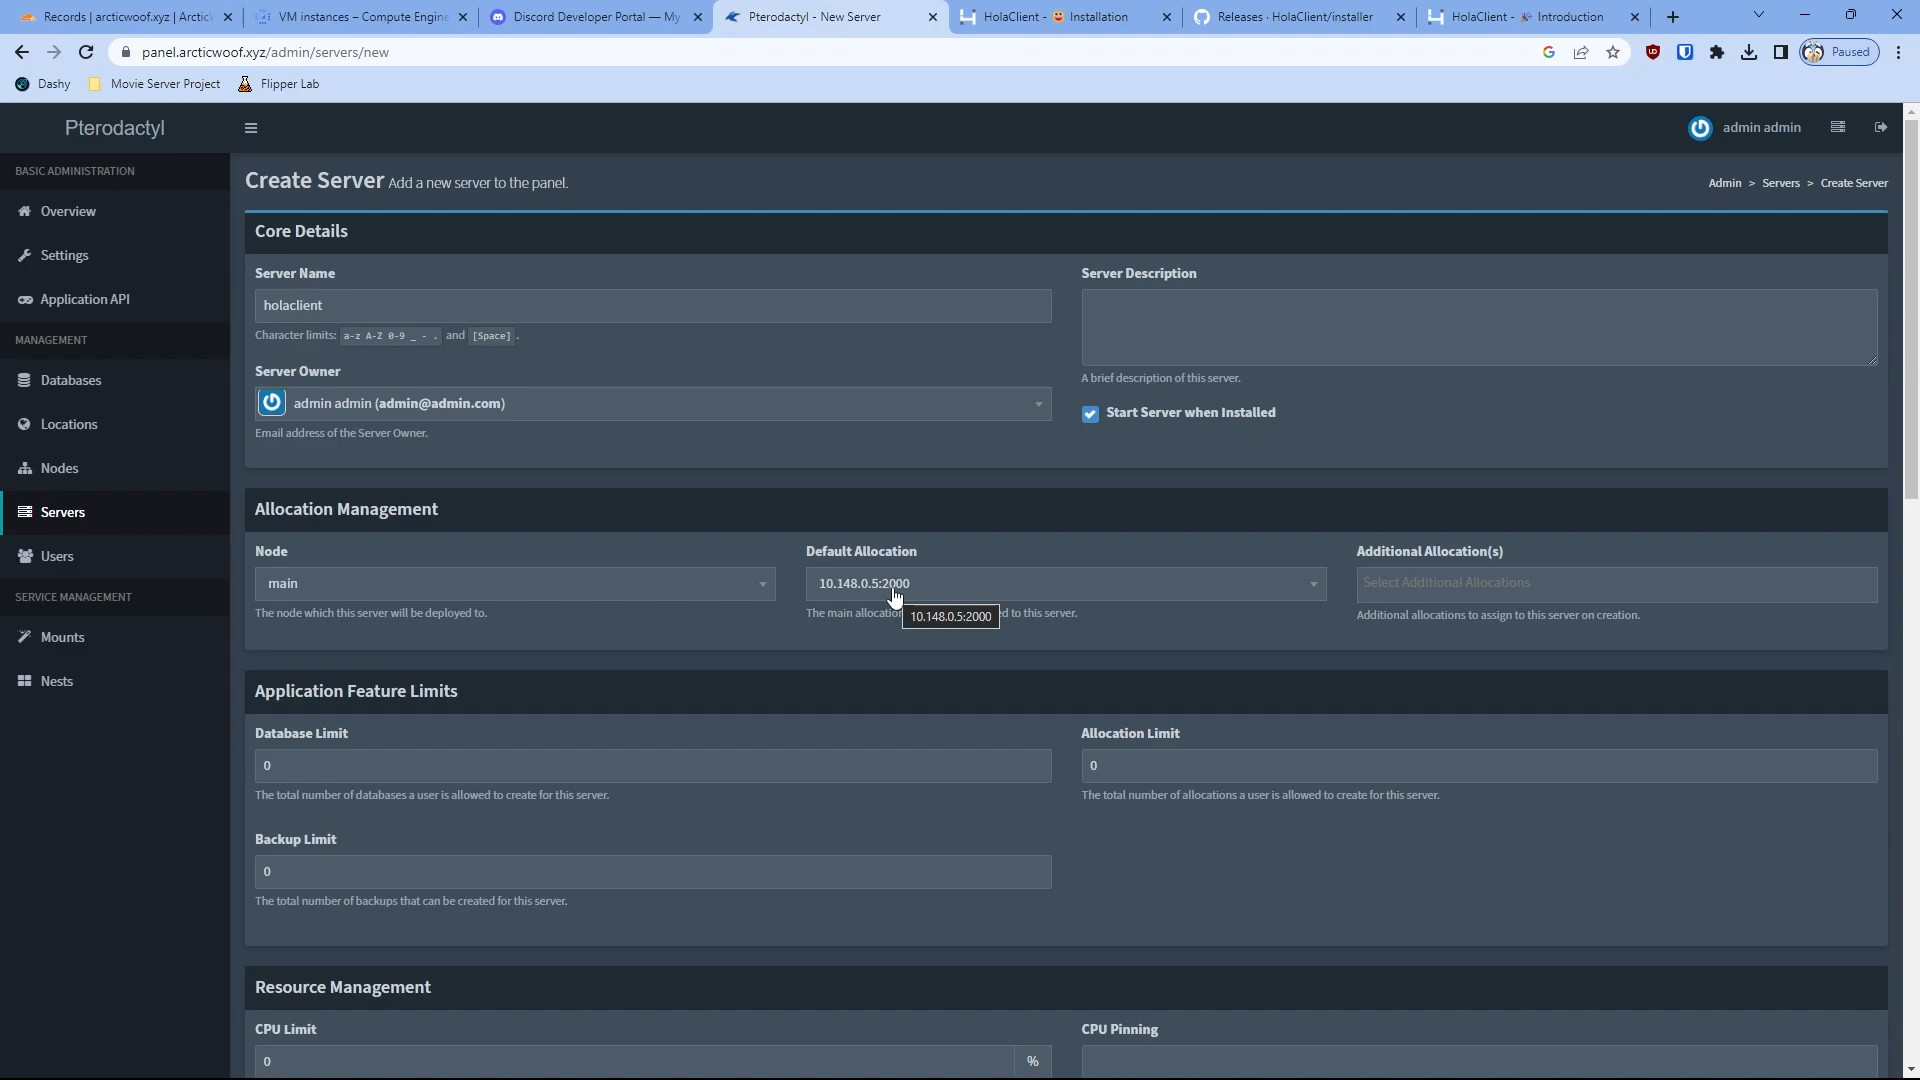 Records | arcticwoof.xyz | Arctic
VM instances – Compute Engine
Discord Developer Portal — My
Pterodactyl - New Server
HolaClient - Installation
Releases · HolaClient/installer
HolaClient - Introduction
panel.arcticwoof.xyz/admin/servers/new
Paused
Dashy
Movie Server Project
Flipper Lab
Pterodactyl
admin admin
BASIC ADMINISTRATION
Overview
Settings
Application API
MANAGEMENT
Databases
Locations
Nodes
Servers
Users
SERVICE MANAGEMENT
Mounts
Nests
Create Server Add a new server to the panel.
Admin > Servers > Create Server
Core Details
Server Name
holaclient
Character limits: a-z A-Z 0-9 _ - . and [Space] .
Server Owner
admin admin (admin@admin.com)
Email address of the Server Owner.
Server Description
A brief description of this server.
Start Server when Installed
Allocation Management
Node
main
The node which this server will be deployed to.
Default Allocation
10.148.0.5:2000
The main allocation
10.148.0.5:2000
d to this server.
Additional Allocation(s)
Select Additional Allocations
Additional allocations to assign to this server on creation.
Application Feature Limits
Database Limit
0
The total number of databases a user is allowed to create for this server.
Allocation Limit
0
The total number of allocations a user is allowed to create for this server.
Backup Limit
0
The total number of backups that can be created for this server.
Resource Management
CPU Limit
0
%
CPU Pinning